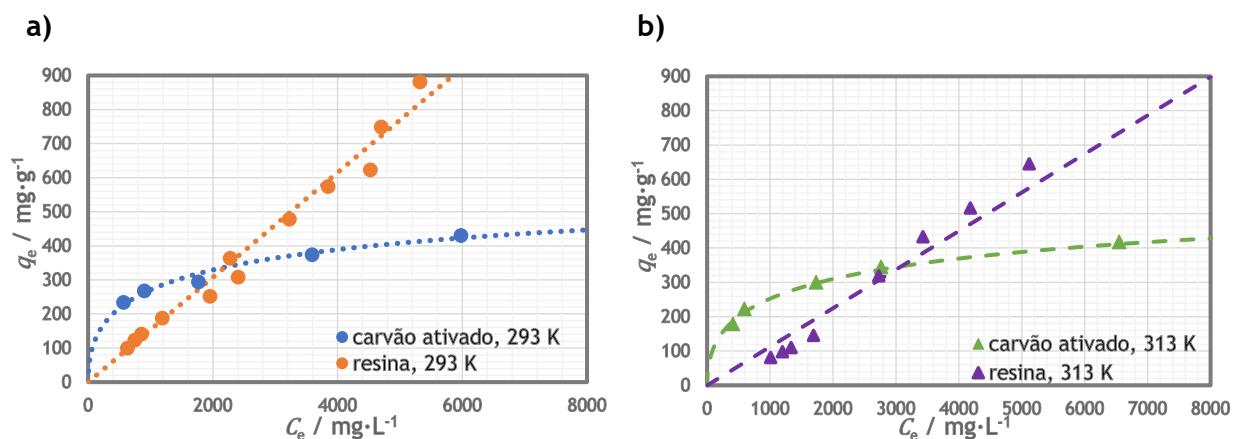 a)
900
800
700
600
500
400
300
200
100
0
qe / mg·g-1
0 2000 4000 6000 8000
Ce / mg·L-1
carvão ativado, 293 K
resina, 293 K
b)
900
800
700
600
500
400
300
200
100
0
qe / mg·g-1
0 1000 2000 3000 4000 5000 6000 7000 8000
Ce / mg·L-1
carvão ativado, 313 K
resina, 313 K